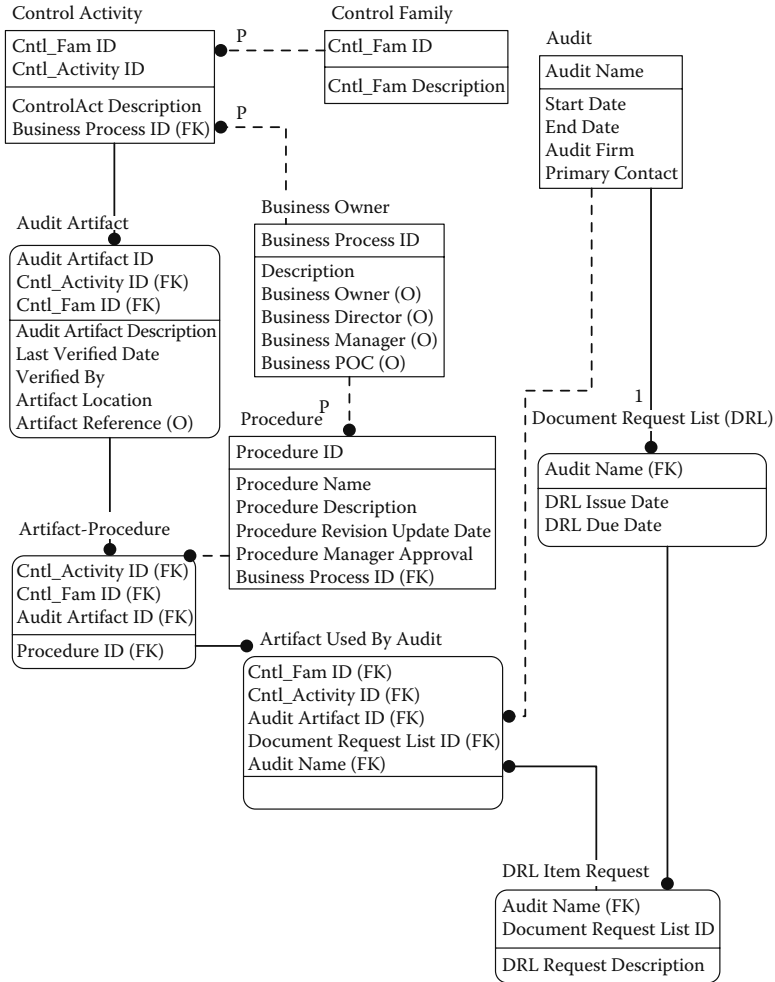 Control Activity
Cntl_Fam ID
Cntl_Activity ID
ControlAct Description
Business Process ID (FK)
P
P
Control Family
Cntl_Fam ID
Cntl_Fam Description
Audit
Audit Name
Start Date
End Date
Audit Firm
Primary Contact
Business Owner
Business Process ID
Description
Business Owner (O)
Business Director (O)
Business Manager (O)
Business POC (O)
Audit Artifact
Audit Artifact ID
Cntl_Activity ID (FK)
Cntl_Fam ID (FK)
Audit Artifact Description
Last Verified Date
Verified By
Artifact Location
Artifact Reference (O)
P
Procedure
Procedure ID
Procedure Name
Procedure Description
Procedure Revision Update Date
Procedure Manager Approval
Business Process ID (FK)
1
Document Request List (DRL)
Audit Name (FK)
DRL Issue Date
DRL Due Date
Artifact-Procedure
Cntl_Activity ID (FK)
Cntl_Fam ID (FK)
Audit Artifact ID (FK)
Procedure ID (FK)
Artifact Used By Audit
Cntl_Fam ID (FK)
Cntl_Activity ID (FK)
Audit Artifact ID (FK)
Document Request List ID (FK)
Audit Name (FK)
DRL Item Request
Audit Name (FK)
Document Request List ID
DRL Request Description